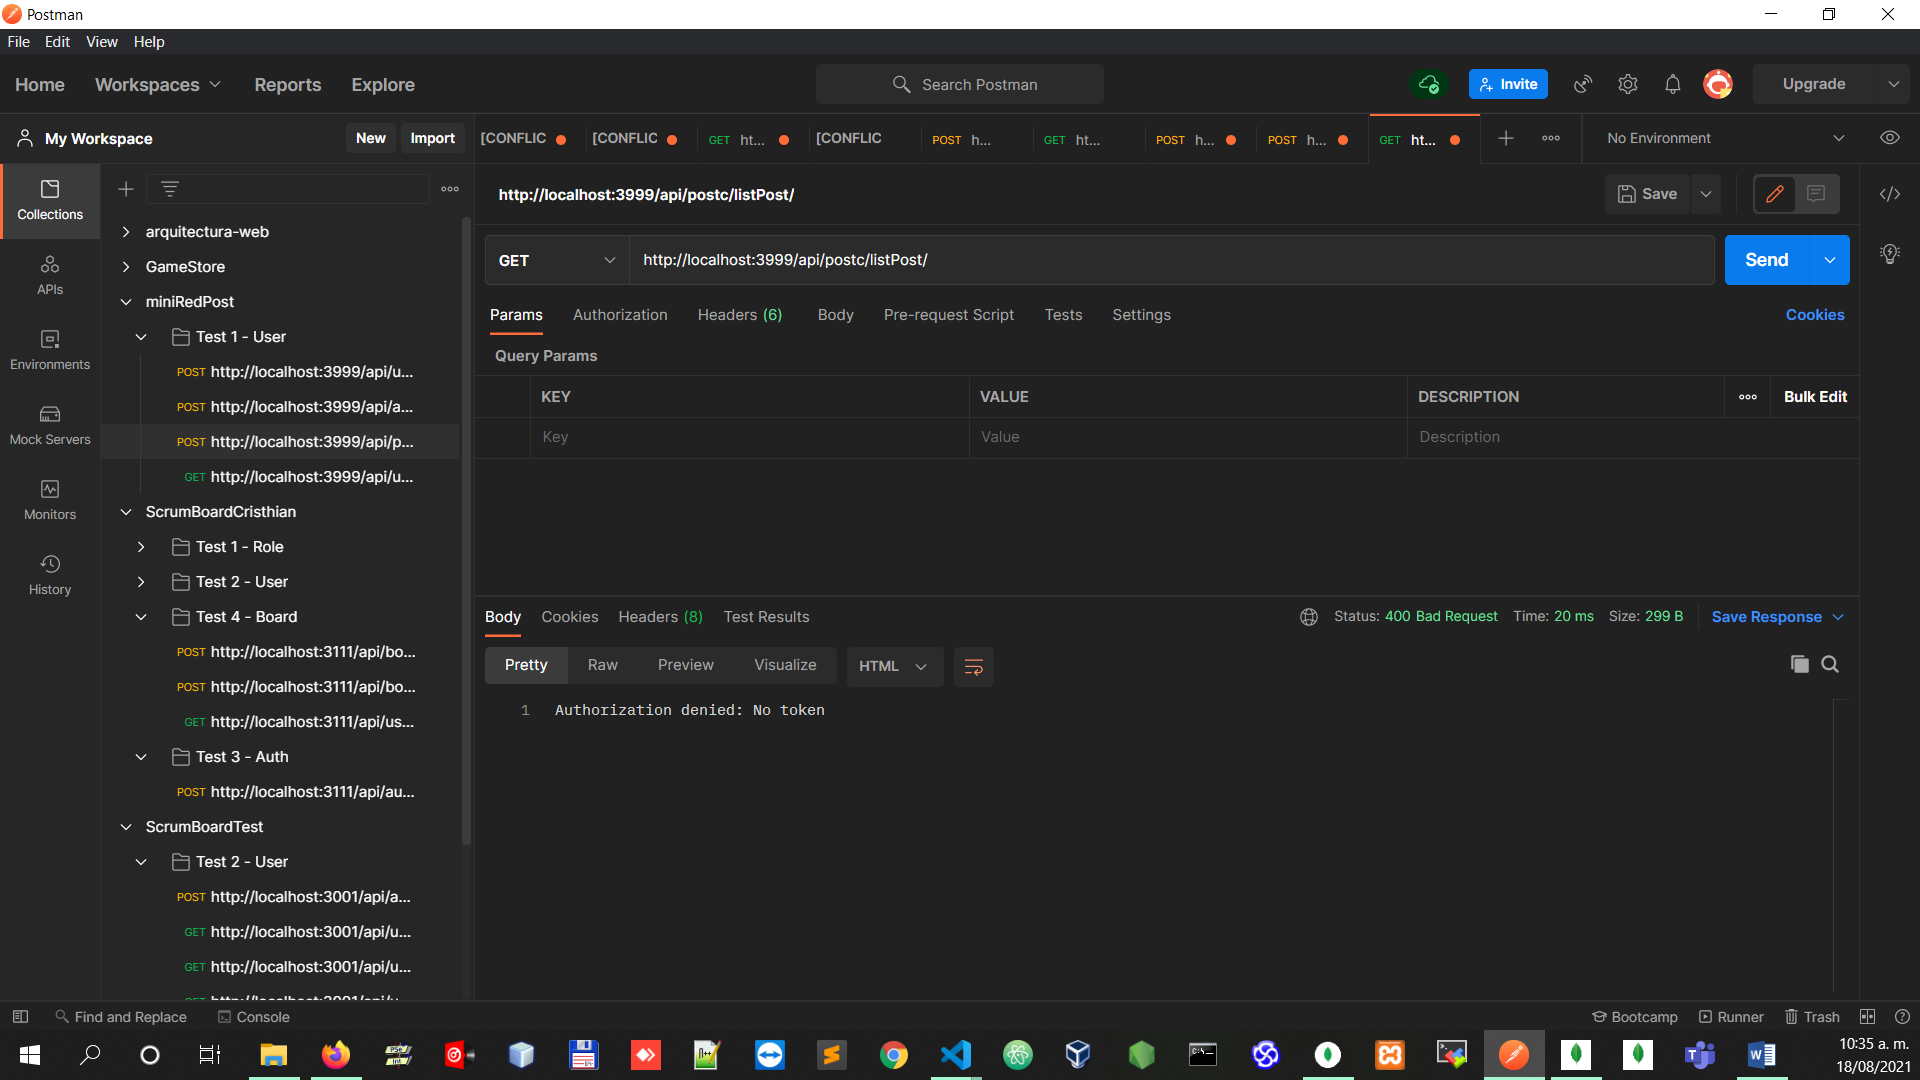 Postman
File Edit View Help
Home Workspaces Reports Explore
Search Postman
Invite
Upgrade
My Workspace
New Import
[CONFLIC
[CONFLIC
GET ht...
[CONFLIC
POST h...
GET ht...
POST h...
POST h...
GET ht...
No Environment
Collections
APIs
Environments
Mock Servers
Monitors
History
arquitectura-web
GameStore
miniRedPost
Test 1 - User
POST http://localhost:3999/api/u...
POST http://localhost:3999/api/a...
POST http://localhost:3999/api/p...
GET http://localhost:3999/api/u...
ScrumBoardCristhian
Test 1 - Role
Test 2 - User
Test 4 - Board
POST http://localhost:3111/api/bo...
POST http://localhost:3111/api/bo...
GET http://localhost:3111/api/us...
Test 3 - Auth
POST http://localhost:3111/api/au...
ScrumBoardTest
Test 2 - User
POST http://localhost:3001/api/a...
GET http://localhost:3001/api/u...
GET http://localhost:3001/api/u...
http://localhost:3999/api/postc/listPost/
Save
GET http://localhost:3999/api/postc/listPost/
Send
Params Authorization Headers (6) Body Pre-request Script Tests Settings
Cookies
Query Params
KEY VALUE DESCRIPTION
Bulk Edit
Key Value Description
Body Cookies Headers (8) Test Results
Status: 400 Bad Request Time: 20 ms Size: 299 B
Save Response
Pretty Raw Preview Visualize HTML
1 Authorization denied: No token
Find and Replace Console
Bootcamp Runner Trash
10:35 a. m.
18/08/2021